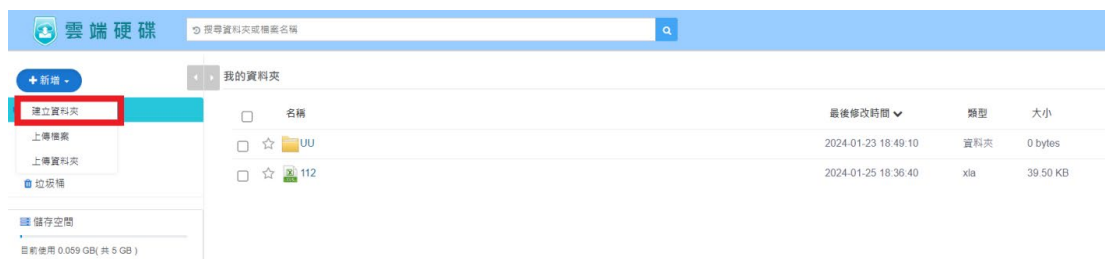 雲端硬碟
搜尋資料夾或檔案名稱
新增
我的資料夾
建立資料夾
上傳檔案
上傳資料夾
垃圾桶
儲存空間
目前使用 0.059 GB( 共 5 GB )
名稱 最後修改時間 類型 大小
UU 2024-01-23 18:49:10 資料夾 0 bytes
112 2024-01-25 18:36:40 xla 39.50 KB